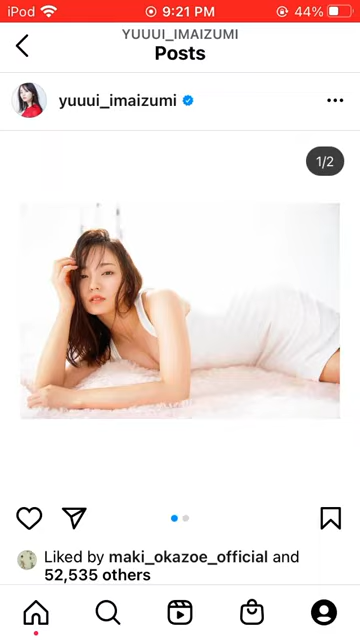 iPod 9:21 PM 44%
YUUUI_IMAIZUMI
Posts
yuuui_imaizumi
1/2
Liked by maki_okazoe_official and
52,535 others